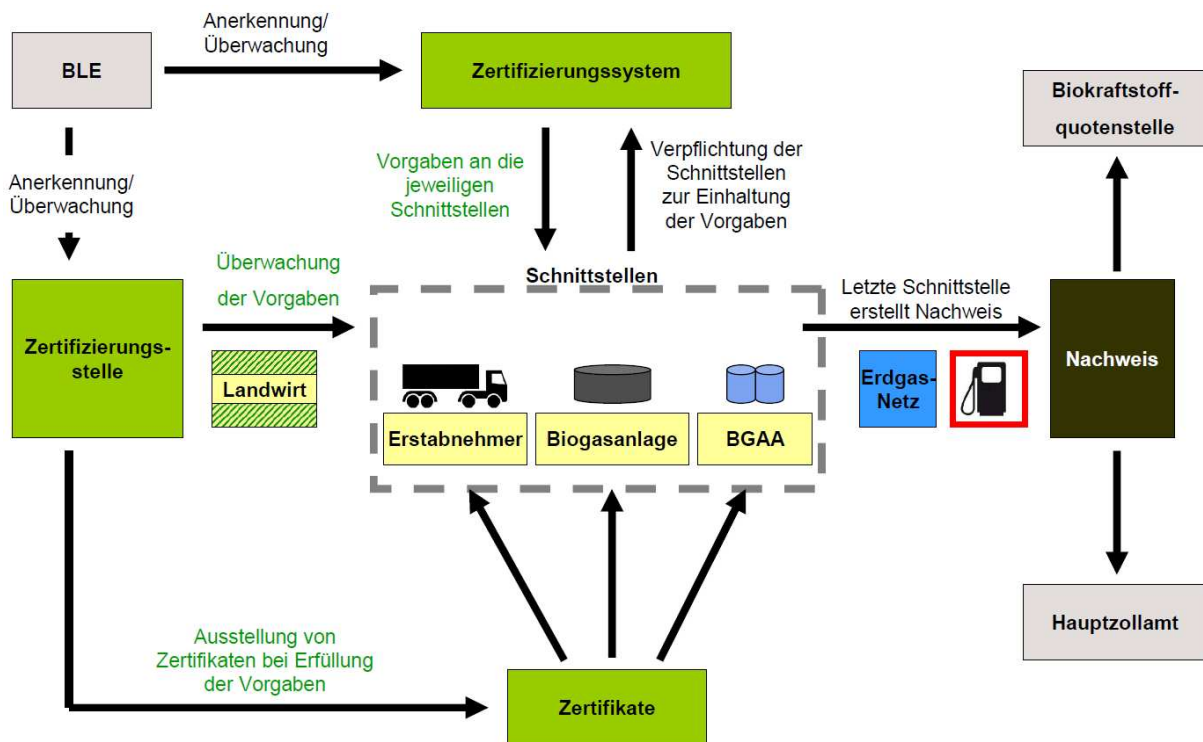 Anerkennung/
Überwachung
BLE
Zertifizierungssystem
Biokraftstoff-
quotenstelle
Anerkennung/
Überwachung
Vorgaben an die
jeweiligen
Schnittstellen
Verpflichtung der
Schnittstellen
zur Einhaltung
der Vorgaben
Überwachung
der Vorgaben
Schnittstellen
Letzte Schnittstelle
erstellt Nachweis
Zertifizierungs-
stelle
Landwirt
Erstabnehmer
Biogasanlage
BGAA
Erdgas-
Netz
Nachweis
Ausstellung von
Zertifikaten bei Erfüllung
der Vorgaben
Zertifikate
Hauptzollamt